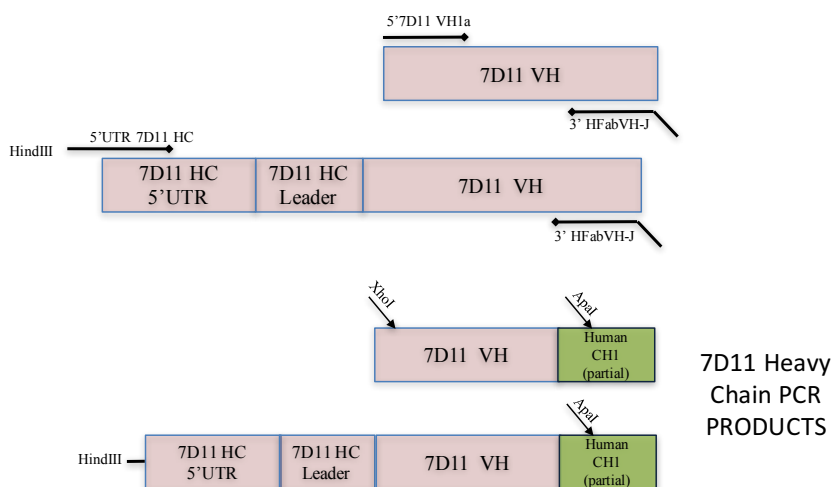 5'7D11 VH1a
7D11 VH
3' HFabVH-J
5'UTR 7D11 HC
HindIII
7D11 HC
5'UTR
7D11 HC
Leader
7D11 VH
3' HFabVH-J
XhoI
ApaI
7D11 VH
Human
CH1
(partial)
7D11 Heavy
Chain PCR
PRODUCTS
ApaI
HindIII
7D11 HC
5'UTR
7D11 HC
Leader
7D11 VH
Human
CH1
(partial)